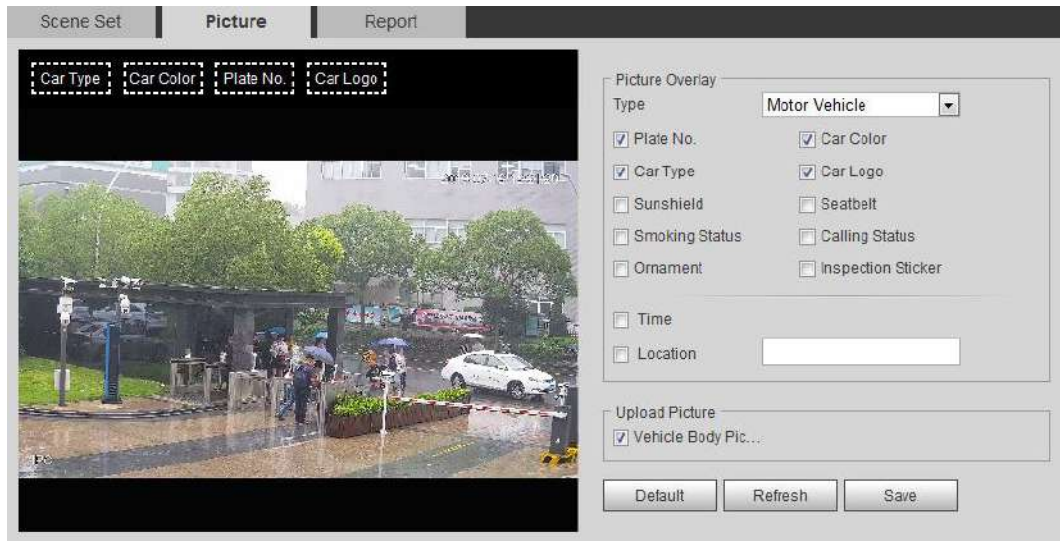 Scene Set Picture Report
Car Type Car Color Plate No. Car Logo
Picture Overlay
Type Motor Vehicle
Plate No. Car Color
Car Type Car Logo
Sunshield Seatbelt
Smoking Status Calling Status
Ornament Inspection Sticker
Time
Location
Upload Picture
Vehicle Body Pic...
Default Refresh Save